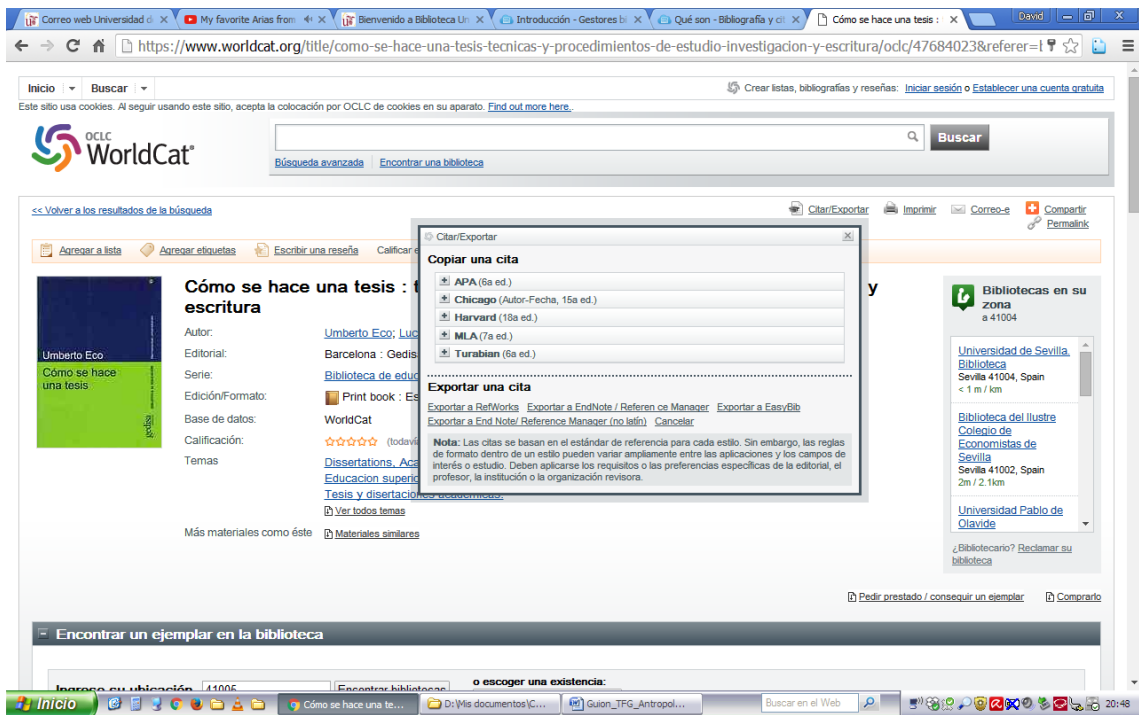 Correo web Universidad d
My favorite Arias from
Bienvenido a Biblioteca Un
Introducción - Gestores bi
Qué son - Bibliografía y cit
Cómo se hace una tesis :
David
https://www.worldcat.org/title/como-se-hace-una-tesis-tecnicas-y-procedimientos-de-estudio-investigacion-y-escritura/oclc/47684023&referer=
Inicio Buscar
Crear listas, bibliografías y reseñas: Iniciar sesión o Establecer una cuenta gratuita
Este sitio usa cookies. Al seguir usando este sitio, acepta la colocación por OCLC de cookies en su aparato. Find out more here.
OCLC
WorldCat®
Buscar
Búsqueda avanzada Encontrar una biblioteca
<< Volver a los resultados de la búsqueda
Citar/Exportar Imprimir Correo-e Compartir
Permalink
Agregar a lista Agregar etiquetas Escribir una reseña Calificar e
Citar/Exportar
Copiar una cita
APA (6a ed.)
Chicago (Autor-Fecha, 15a ed.)
Harvard (18a ed.)
MLA (7a ed.)
Turabian (6a ed.)
Exportar una cita
Exportar a RefWorks Exportar a EndNote / Referen ce Manager Exportar a EasyBib
Exportar a End Note/ Reference Manager (no latín) Cancelar
Nota: Las citas se basan en el estándar de referencia para cada estilo. Sin embargo, las reglas
de formato dentro de un estilo pueden variar ampliamente entre las aplicaciones y los campos de
interés o estudio. Deben aplicarse los requisitos o las preferencias específicas de la editorial, el
profesor, la institución o la organización revisora.
Umberto Eco
Cómo se hace
una tesis
gedisa
Cómo se hace una tesis : t y
escritura
Autor: Umberto Eco; Luc
Editorial: Barcelona : Gedis
Serie: Biblioteca de educ
Edición/Formato: Print book : Es
Base de datos: WorldCat
Calificación: (todaví
Temas Dissertations, Aca
Educacion superio
Tesis y disertaciones académicas.
Ver todos temas
Más materiales como éste Materiales similares
Bibliotecas en su
zona
a 41004
Universidad de Sevilla,
Biblioteca
Sevilla 41004, Spain
< 1 m / km
Biblioteca del Ilustre
Colegio de
Economistas de
Sevilla
Sevilla 41002, Spain
2m / 2.1km
Universidad Pablo de
Olavide
¿Bibliotecario? Reclamar su
biblioteca
Pedir prestado / conseguir un ejemplar Comprarlo
Encontrar un ejemplar en la biblioteca
Ingrese su ubicación 41005 Encontrar bibliotecas
o escoger una existencia:
Inicio
Cómo se hace una te...
D:\Mis documentos\C...
Guion_TFG_Antropol...
Buscar en el Web
20:48